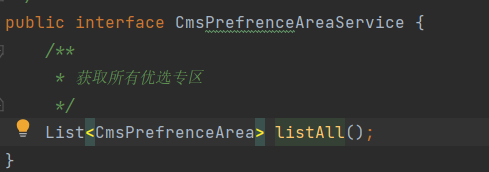 public interface CmsPrefrenceAreaService {
/**
* 获取所有优选专区
*/
List<CmsPrefrenceArea> listAll();
}